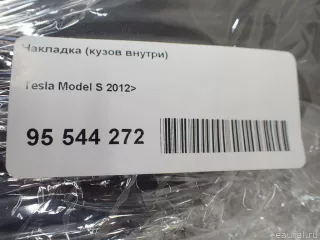 Накладка (кузов внутри)
Tesla Model S 2012>
95 544 272
euroauto.ru